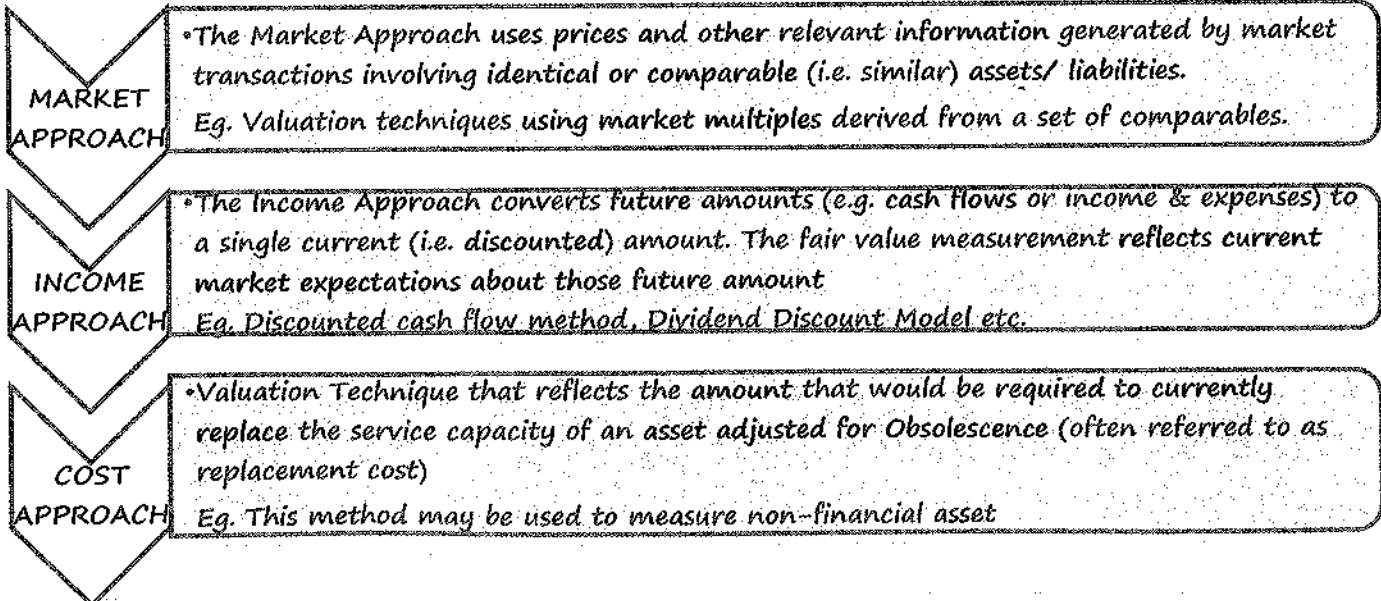 MARKET
APPROACH
•The Market Approach uses prices and other relevant information generated by market
transactions involving identical or comparable (i.e. similar) assets/ liabilities.
Eg. Valuation techniques using market multiples derived from a set of comparables.
INCOME
APPROACH
•The Income Approach converts future amounts (e.g. cash flows or income & expenses) to
a single current (i.e. discounted) amount. The fair value measurement reflects current
market expectations about those future amount
Eg. Discounted cash flow method, Dividend Discount Model etc.
COST
APPROACH
•Valuation Technique that reflects the amount that would be required to currently
replace the service capacity of an asset adjusted for Obsolescence (often referred to as
replacement cost)
Eg. This method may be used to measure non-financial asset